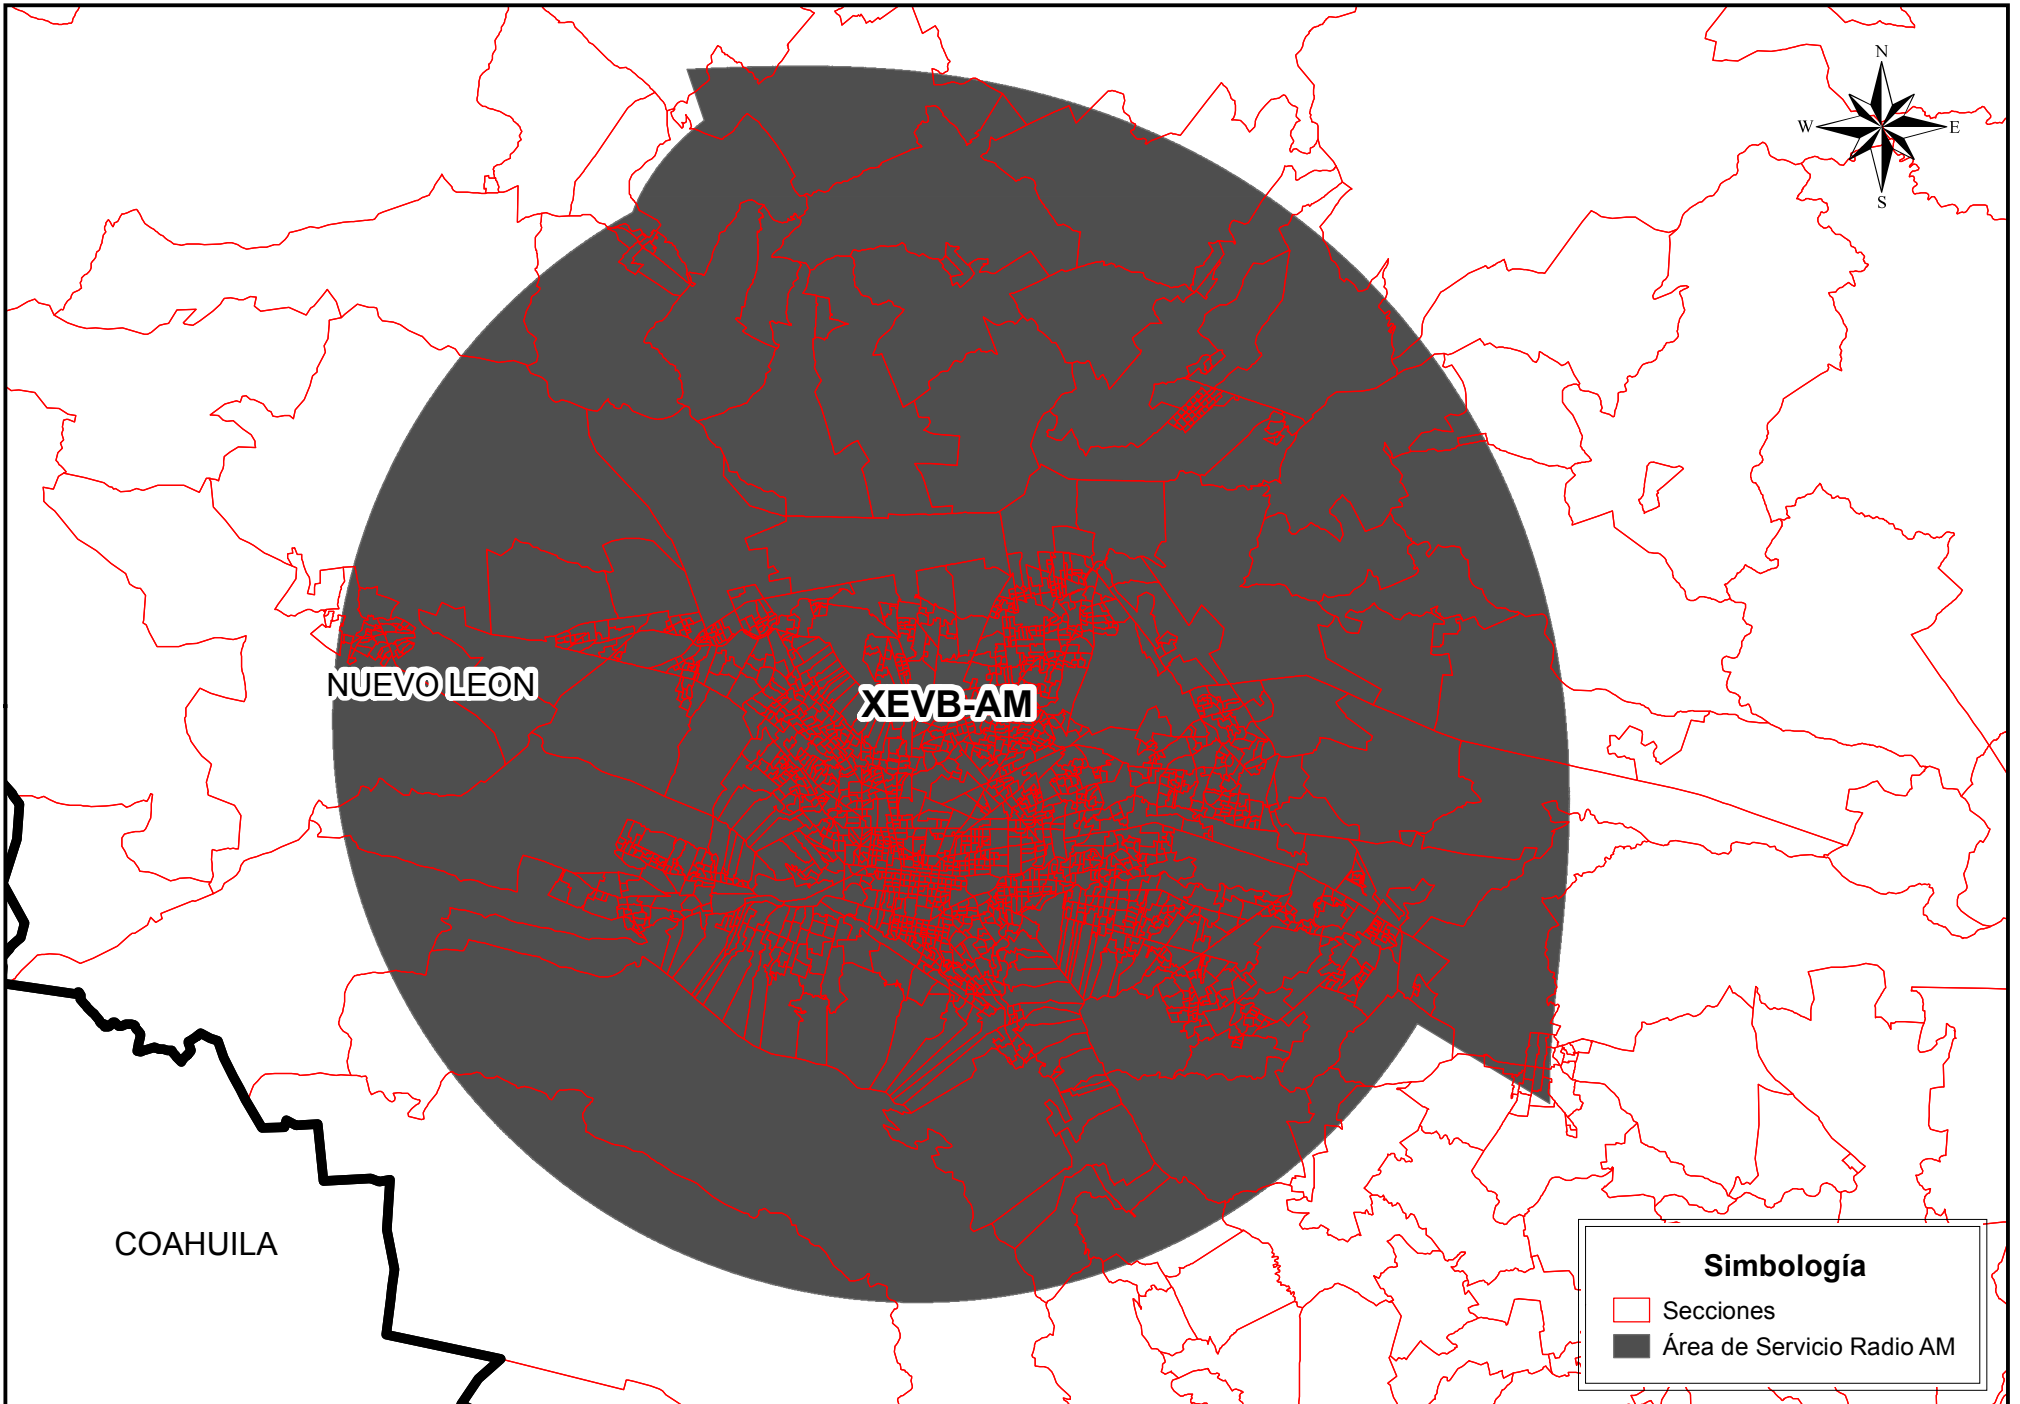 N
W E
S
NUEVO LEON
XEVB-AM
COAHUILA
Simbología
Secciones
Área de Servicio Radio AM